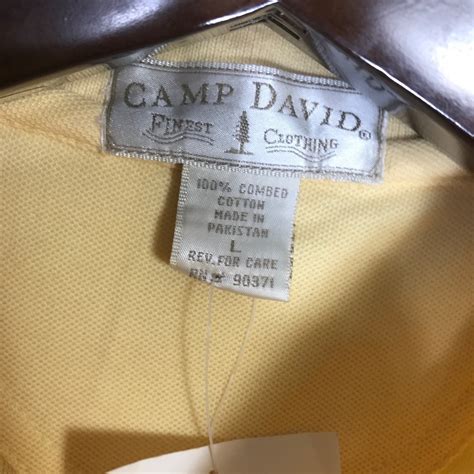 CAMP DAVID®
FINEST CLOTHING
100% COMBED
COTTON
MADE IN
PAKISTAN
L
REV. FOR CARE
RN # 90371